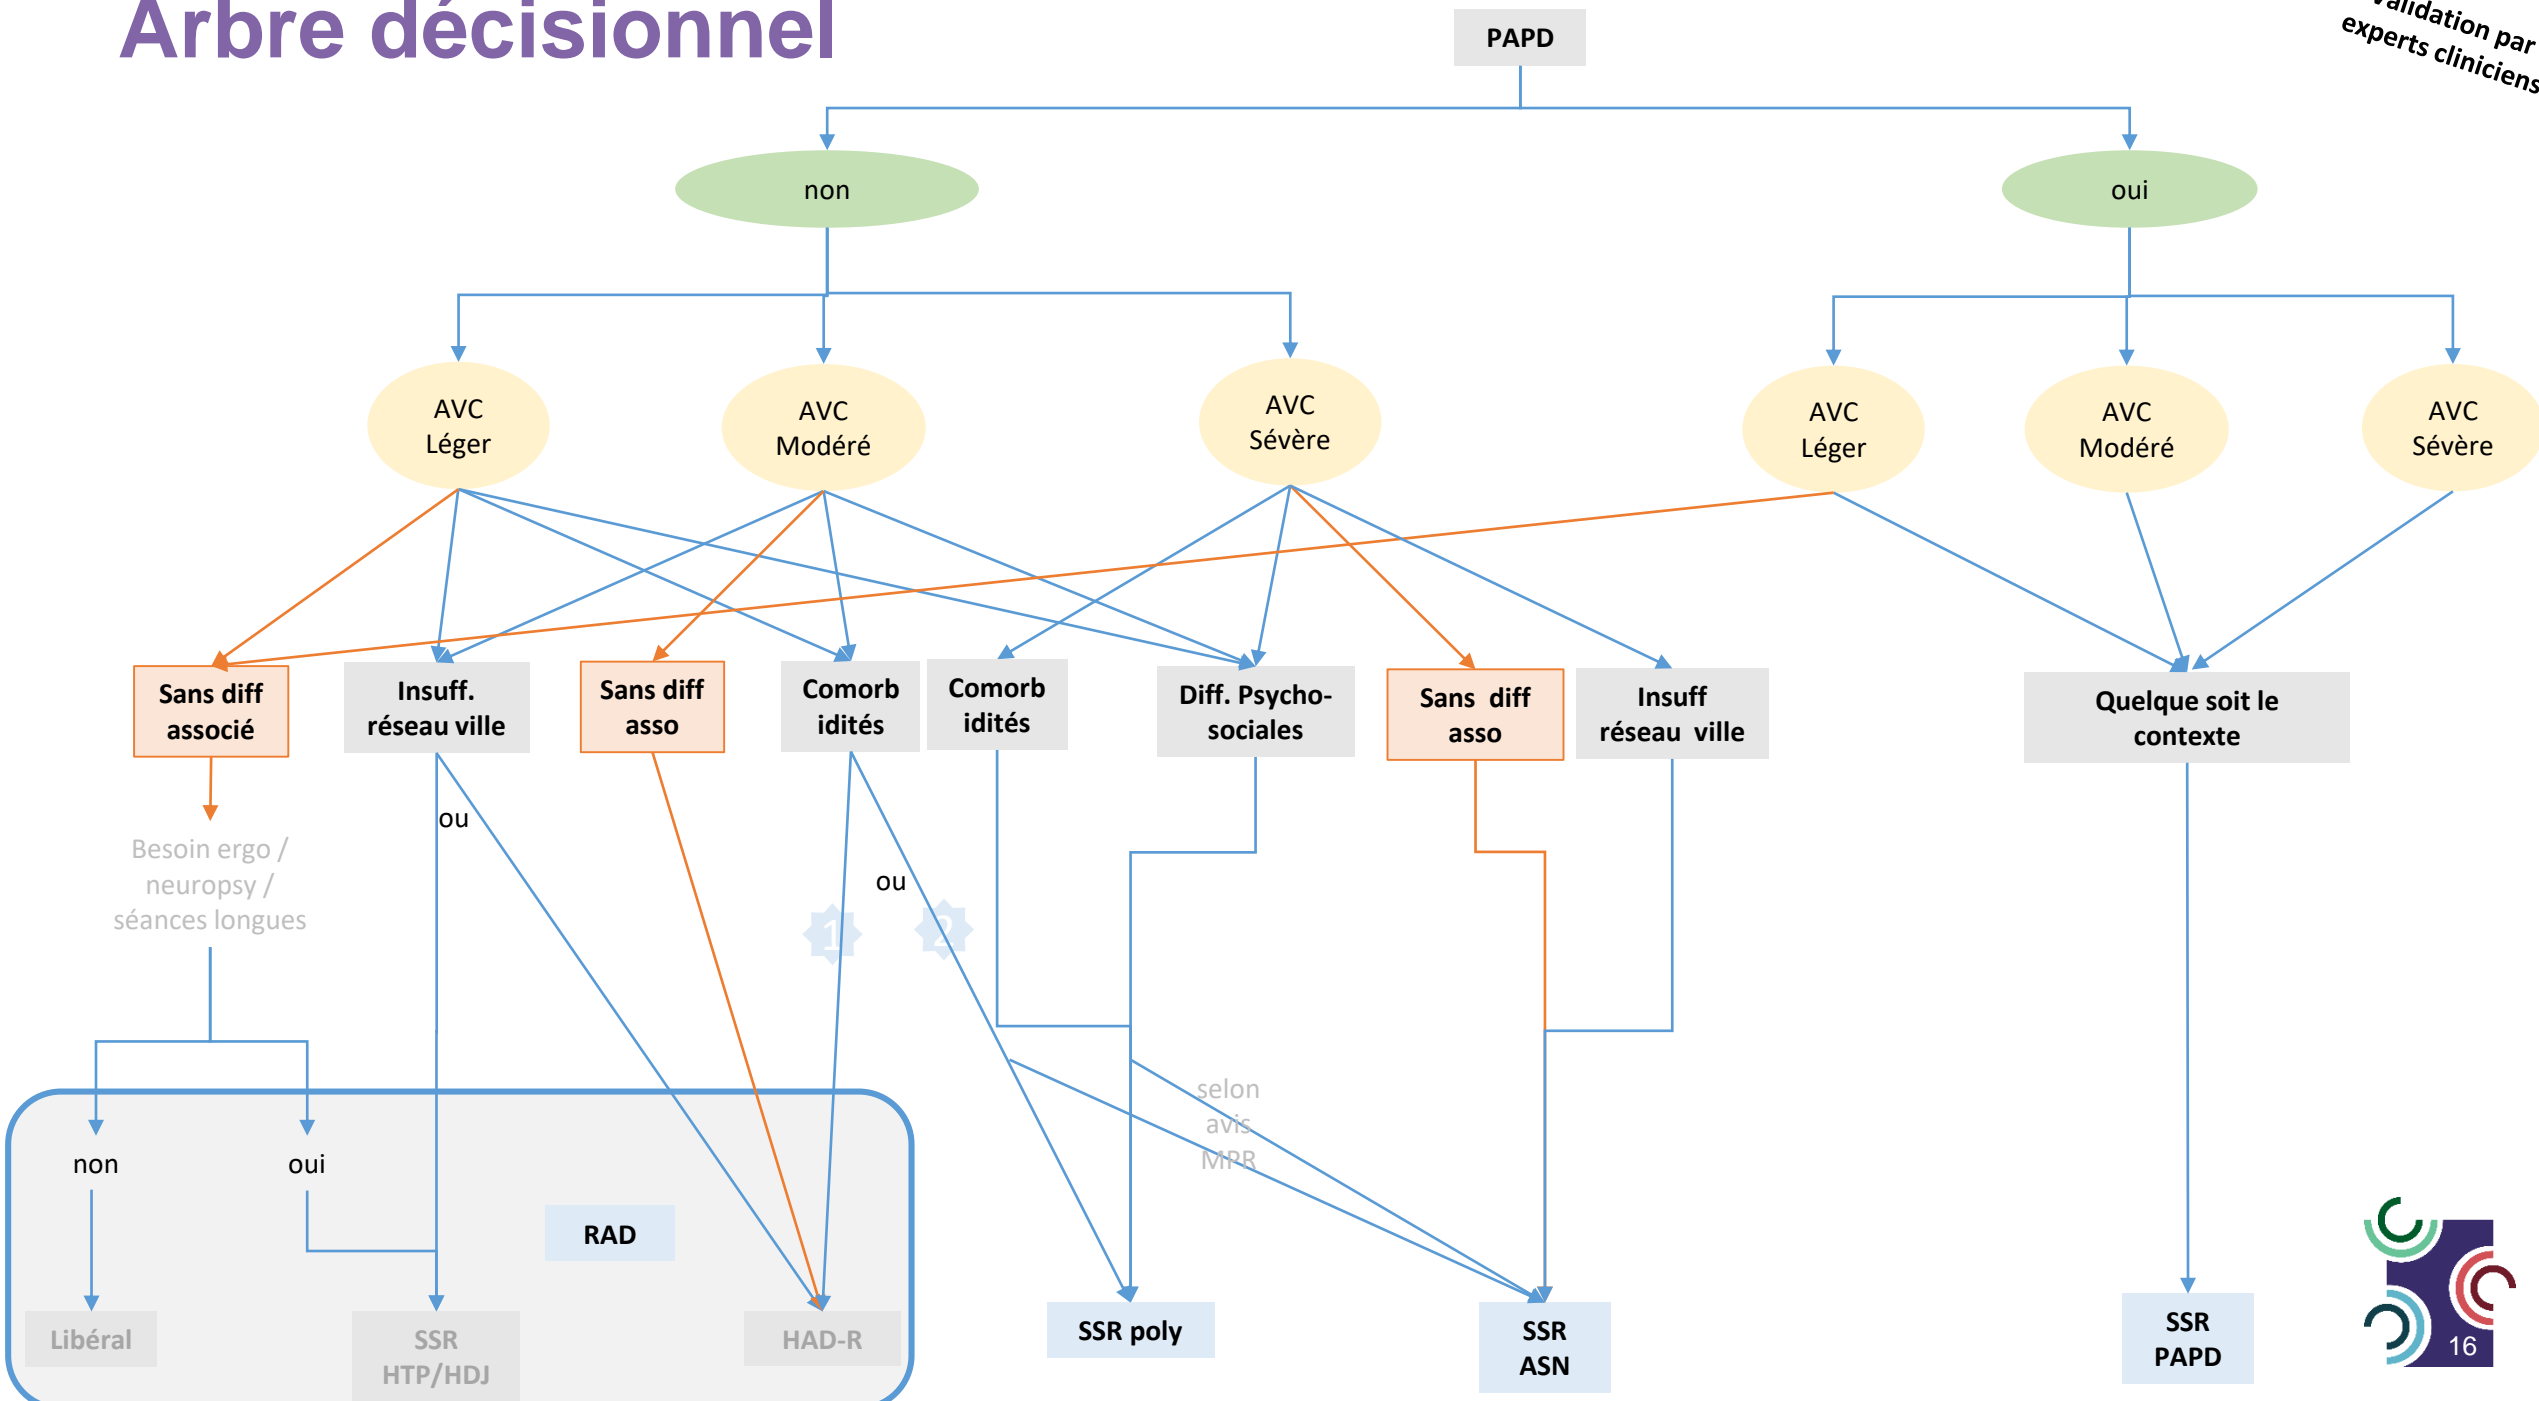 Arbre décisionnel
Validation par
experts cliniciens
PAPD
non
oui
AVC
Léger
AVC
Modéré
AVC
Sévère
AVC
Léger
AVC
Modéré
AVC
Sévère
Sans diff
associé
Insuff.
réseau ville
Sans diff
asso
Comorb
idités
Comorb
idités
Diff. Psycho-
sociales
Sans diff
asso
Insuff
réseau ville
Quelque soit le
contexte
ou
ou
Besoin ergo /
neuropsy /
séances longues
1
2
selon
avis
MPR
non
oui
RAD
Libéral
SSR
HTP/HDJ
HAD-R
SSR poly
SSR
ASN
SSR
PAPD
16